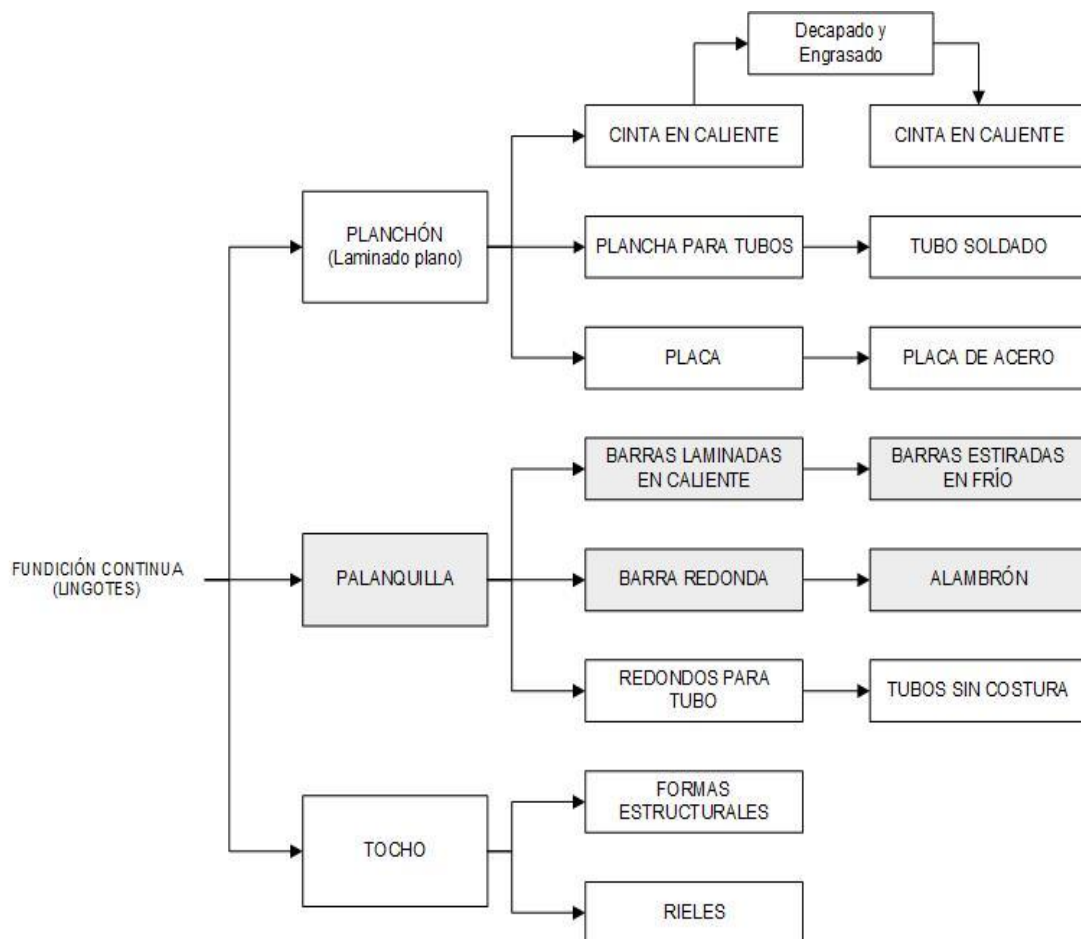 Decapado y
Engrasado
CINTA EN CALIENTE
CINTA EN CALIENTE
PLANCHÓN
(Laminado plano)
PLANCHA PARA TUBOS
TUBO SOLDADO
PLACA
PLACA DE ACERO
BARRAS LAMINADAS
EN CALIENTE
BARRAS ESTIRADAS
EN FRÍO
FUNDICIÓN CONTINUA
(LINGOTES)
PALANQUILLA
BARRA REDONDA
ALAMBRÓN
REDONDOS PARA
TUBO
TUBOS SIN COSTURA
FORMAS
ESTRUCTURALES
TOCHO
RIELES